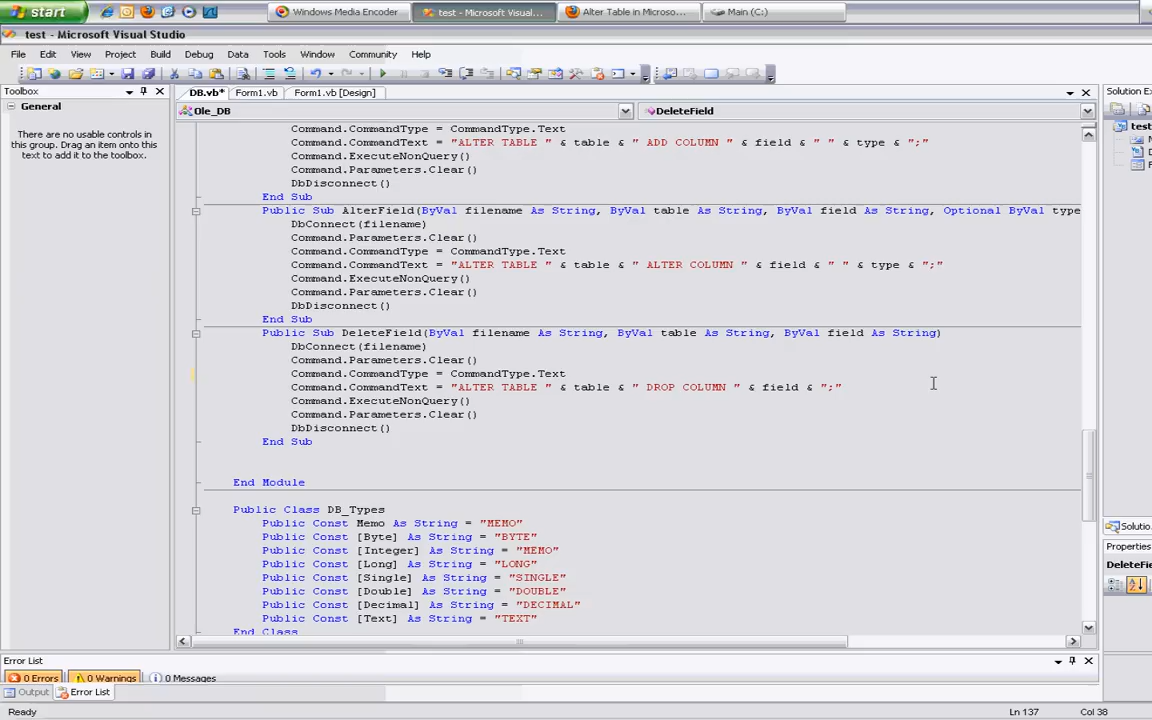 start
Windows Media Encoder
test - Microsoft Visual...
Alter Table in Microso...
Main (C:)
test - Microsoft Visual Studio
File Edit View Project Build Debug Data Tools Window Community Help
Toolbox
DB.vb* Form1.vb Form1.vb [Design]
Solution Ex
General
Ole_DB
DeleteField
There are no usable controls in
this group. Drag an item onto this
text to add it to the toolbox.
test
Command.CommandType = CommandType.Text
Command.CommandText = "ALTER TABLE " & table & " ADD COLUMN " & field & " " & type & ";"
Command.ExecuteNonQuery()
Command.Parameters.Clear()
DbDisconnect()
End Sub
Public Sub AlterField(ByVal filename As String, ByVal table As String, ByVal field As String, Optional ByVal type
DbConnect(filename)
Command.Parameters.Clear()
Command.CommandType = CommandType.Text
Command.CommandText = "ALTER TABLE " & table & " ALTER COLUMN " & field & " " & type & ";"
Command.ExecuteNonQuery()
Command.Parameters.Clear()
DbDisconnect()
End Sub
Public Sub DeleteField(ByVal filename As String, ByVal table As String, ByVal field As String)
DbConnect(filename)
Command.Parameters.Clear()
Command.CommandType = CommandType.Text
Command.CommandText = "ALTER TABLE " & table & " DROP COLUMN " & field & ";"
Command.ExecuteNonQuery()
Command.Parameters.Clear()
DbDisconnect()
End Sub
End Module
Public Class DB_Types
Public Const Memo As String = "MEMO"
Public Const [Byte] As String = "BYTE"
Public Const [Integer] As String = "MEMO"
Public Const [Long] As String = "LONG"
Public Const [Single] As String = "SINGLE"
Public Const [Double] As String = "DOUBLE"
Public Const [Decimal] As String = "DECIMAL"
Public Const [Text] As String = "TEXT"
End Class
Solutio.
Properties
DeleteFiel
Error List
0 Errors 0 Warnings 0 Messages
Output Error List
Ready
Ln 137 Col 38